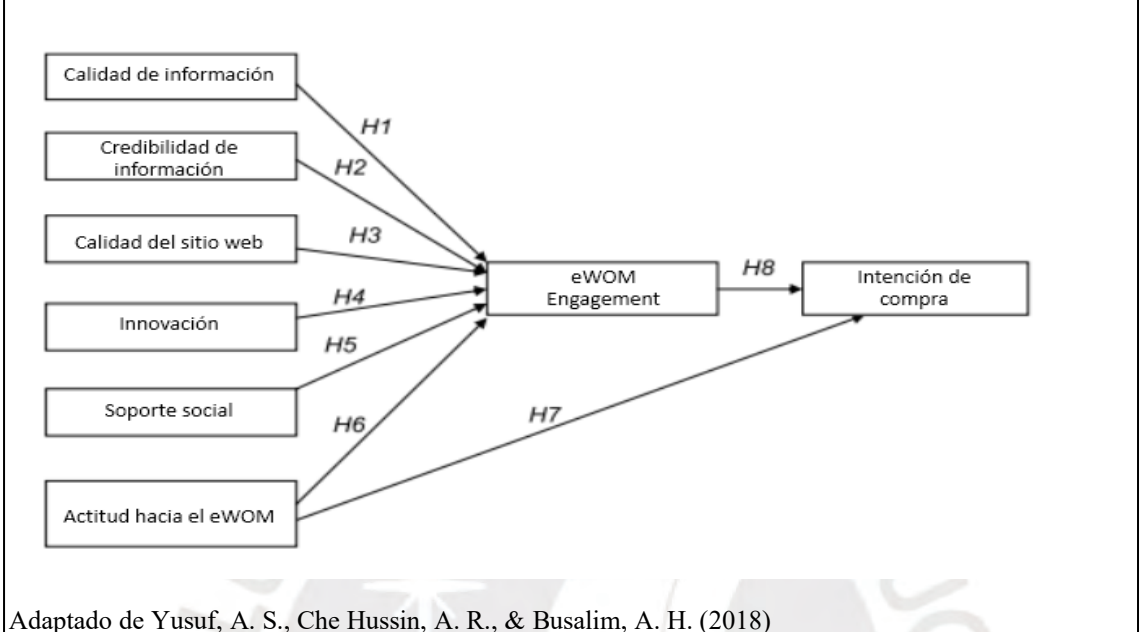 Calidad de información
H1
Credibilidad de
información
H2
Calidad del sitio web
H3
eWOM
Engagement
H8
Intención de
compra
Innovación
H4
H5
Soporte social
H6
H7
Actitud hacia el eWOM
Adaptado de Yusuf, A. S., Che Hussin, A. R., & Busalim, A. H. (2018)